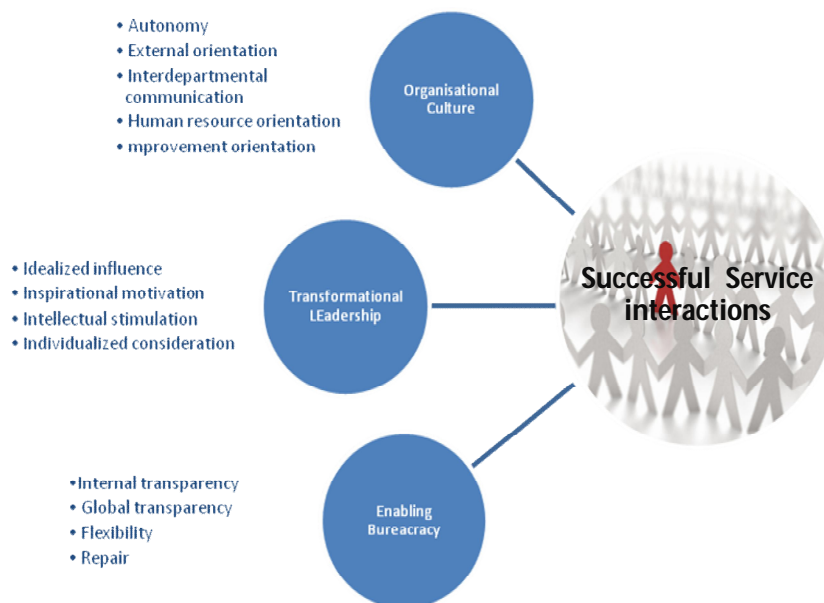 • Autonomy
• External orientation
• Interdepartmental
communication
• Human resource orientation
• mprovement orientation
Organisational
Culture
• Idealized influence
• Inspirational motivation
• Intellectual stimulation
• Individualized consideration
Transformational
LEadership
Successful Service
interactions
•Internal transparency
• Global transparency
• Flexibility
• Repair
Enabling
Bureacracy